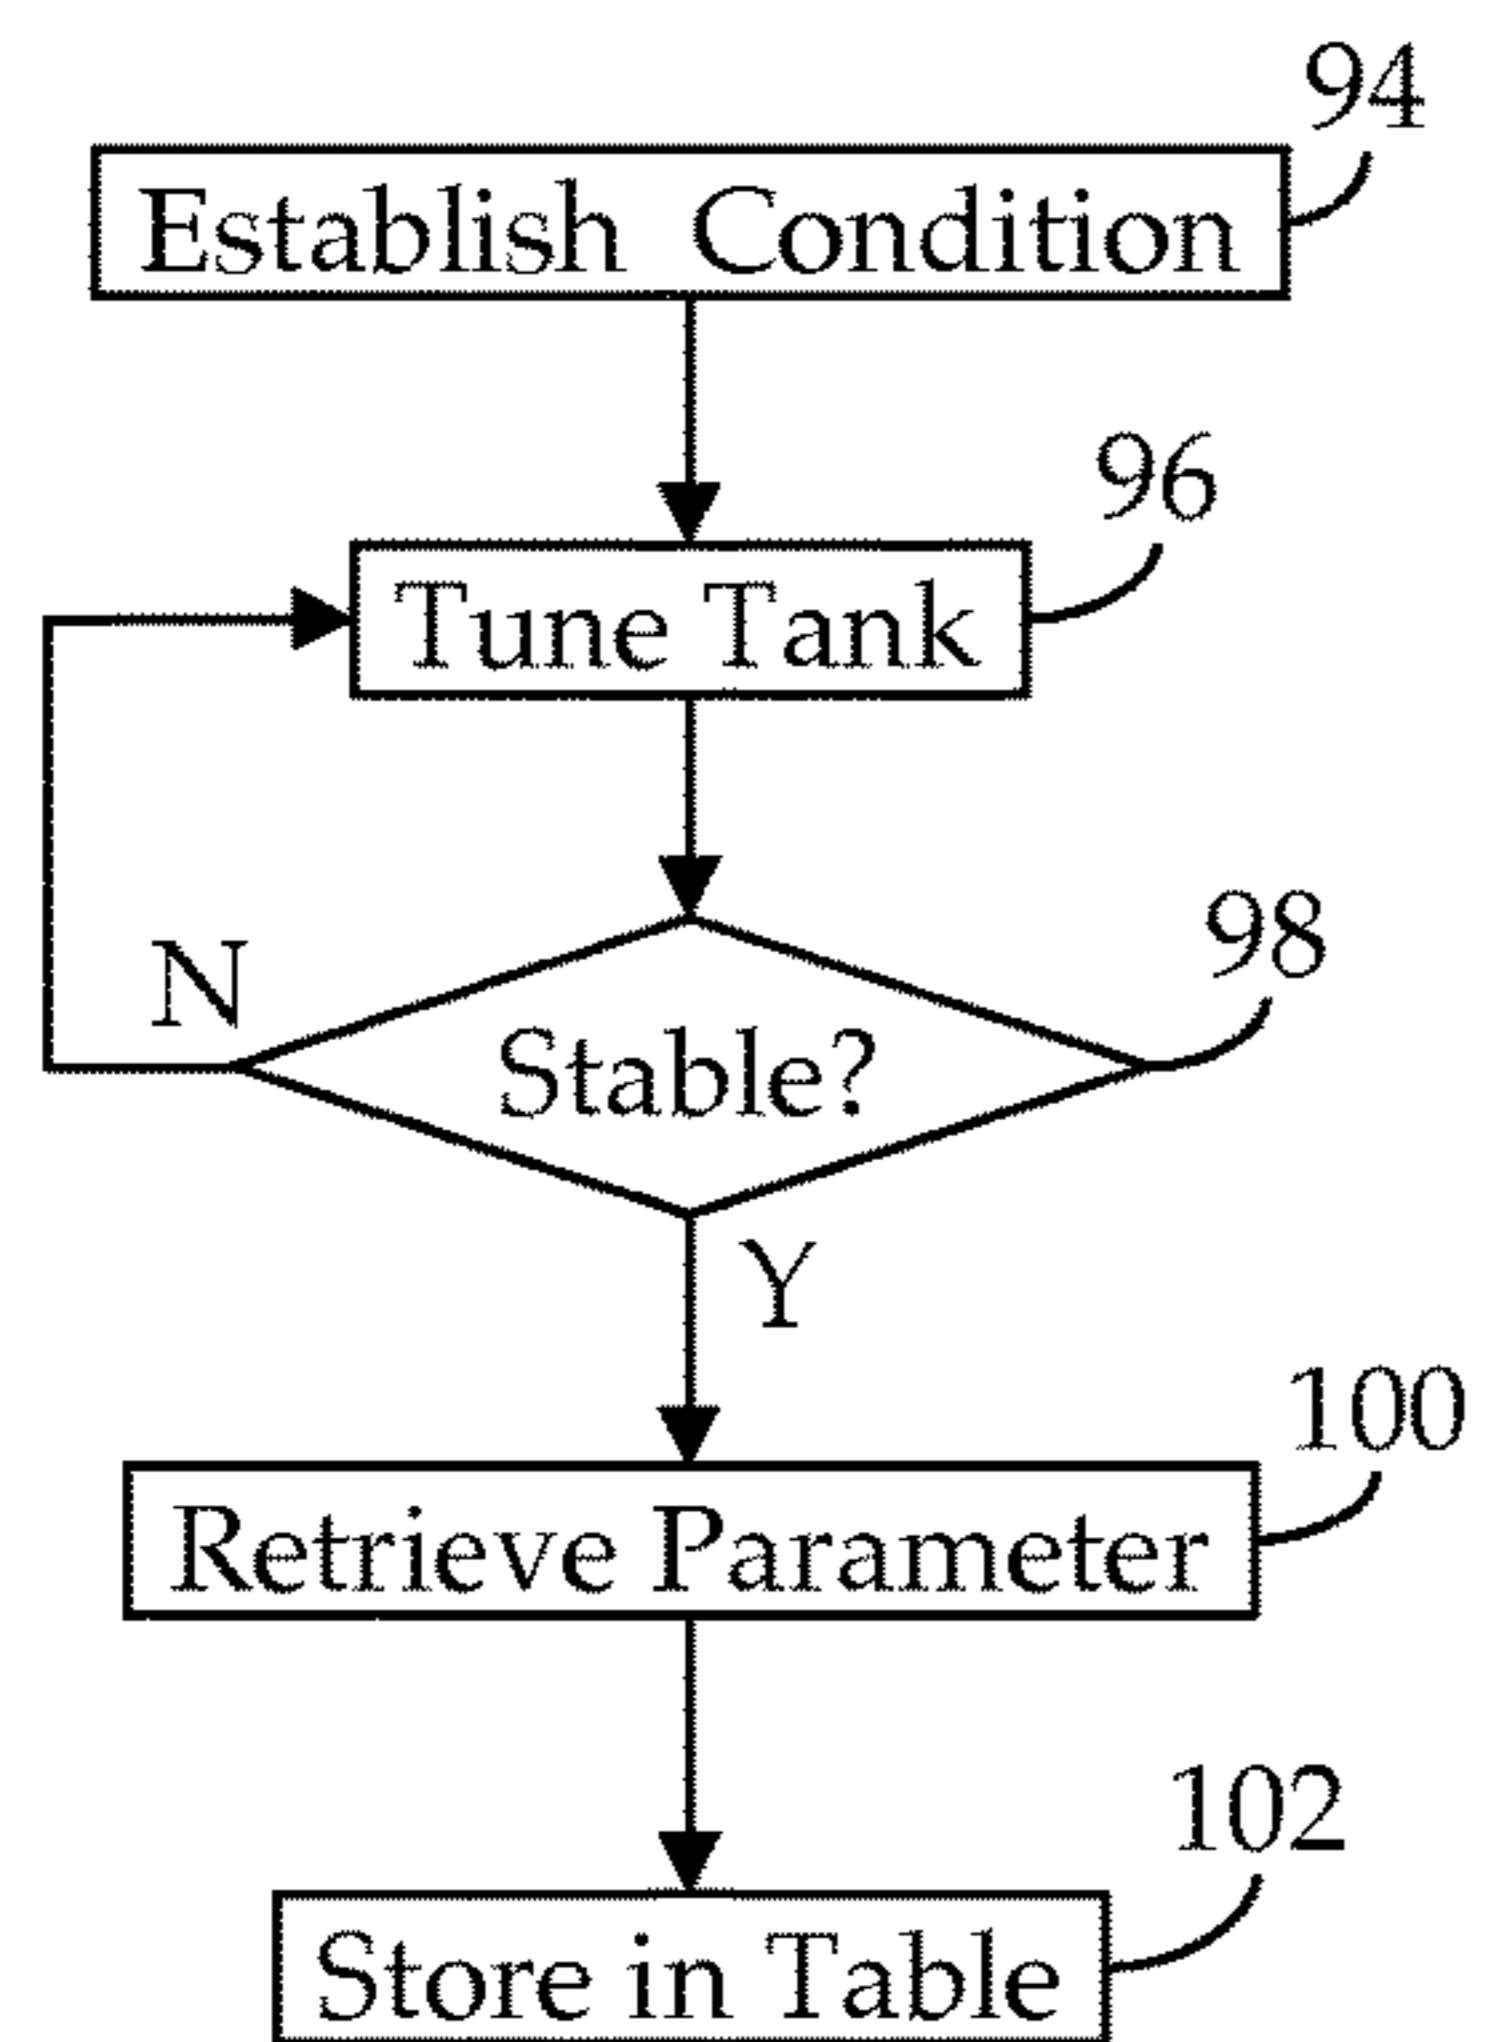 94
Establish Condition
96
Tune Tank
98
N
Stable?
Y
100
Retrieve Parameter
102
Store in Table